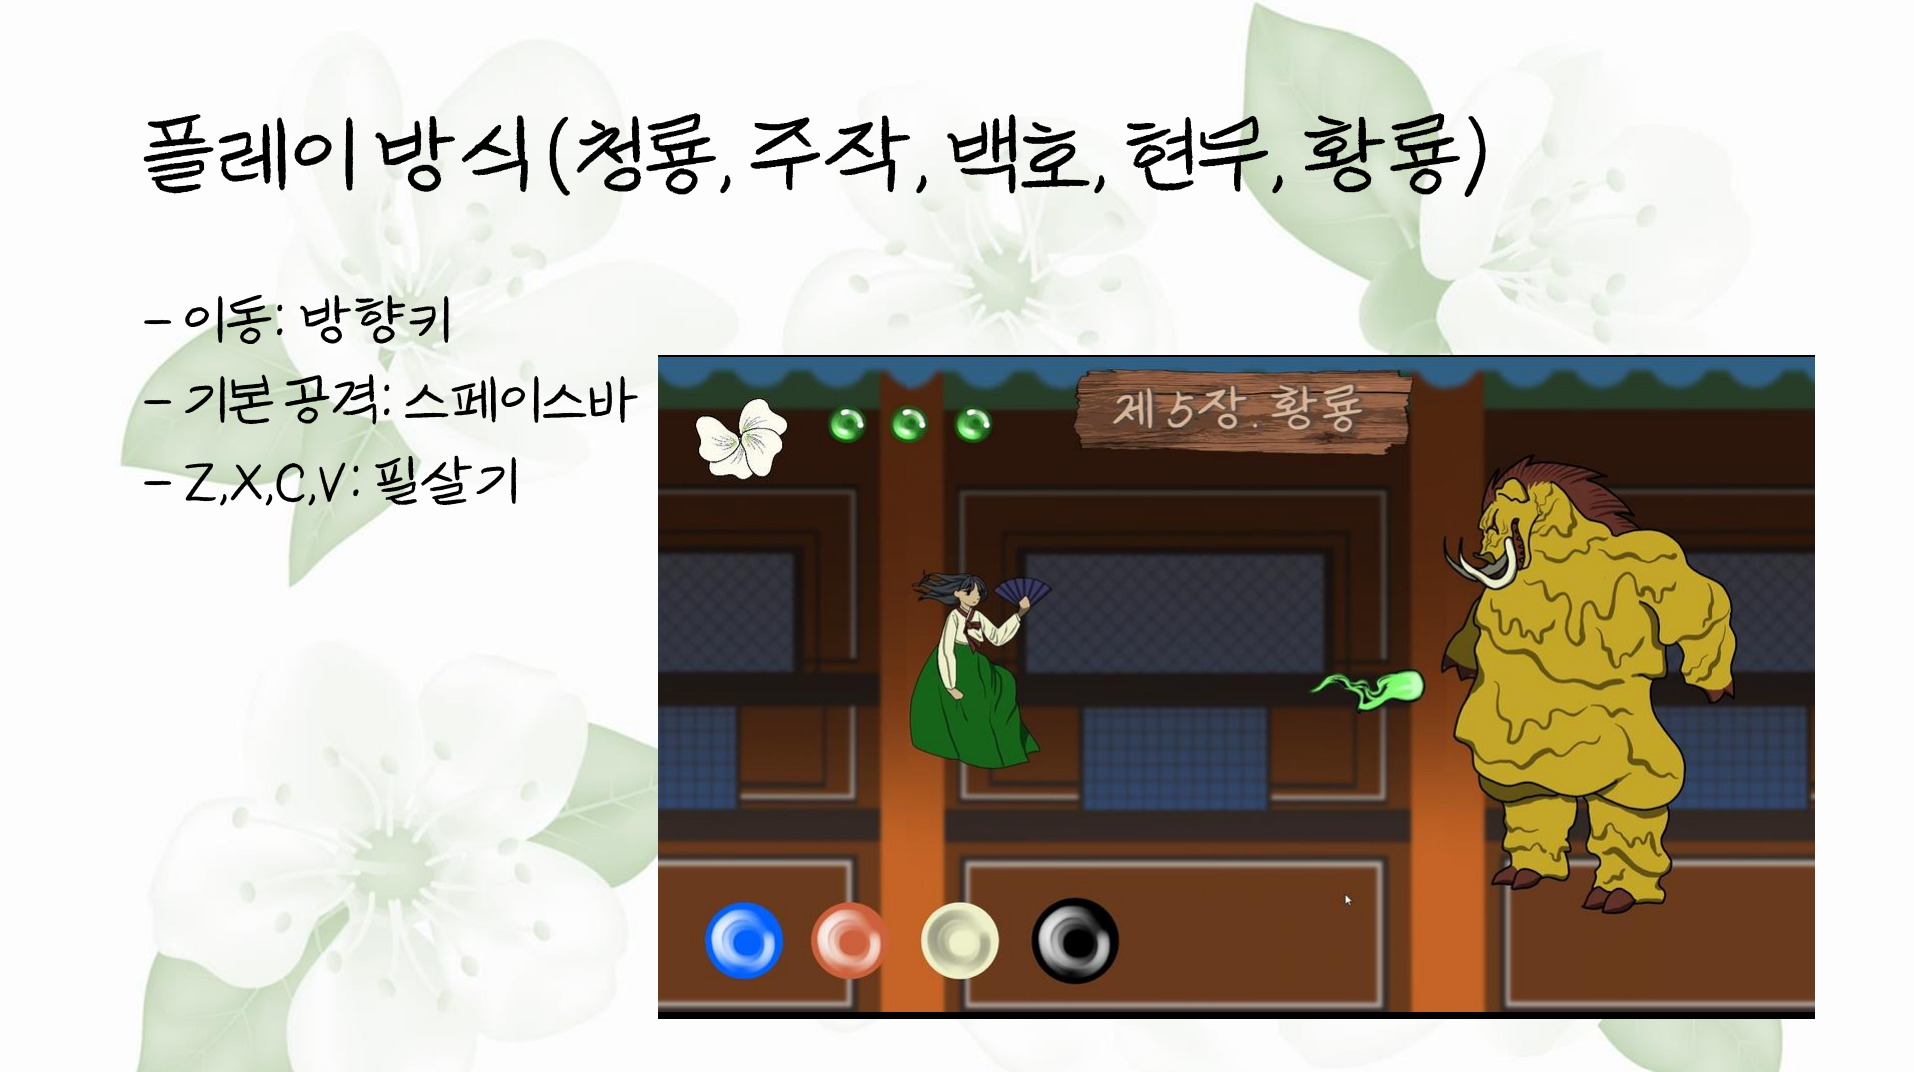 플레이 방식(청룡, 주작, 백호, 현무, 황룡)
- 이동: 방향키
- 기본 공격: 스페이스바
- Z,X,C,V: 필살기
제 5장. 황룡